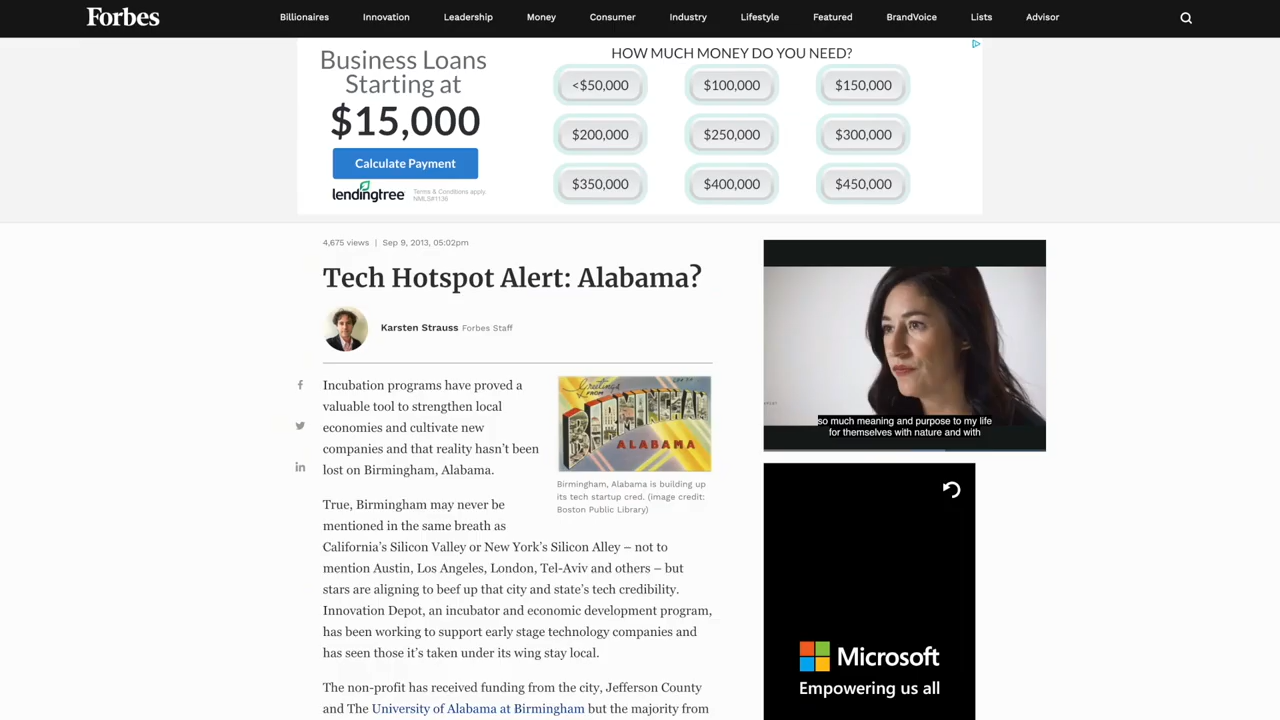 Forbes
Billionaires Innovation Leadership Money Consumer Industry Lifestyle Featured BrandVoice Lists Advisor
Business Loans
Starting at
$15,000
Calculate Payment
lendingtree
Terms & Conditions apply.
NMLS#1136
HOW MUCH MONEY DO YOU NEED?
<$50,000 $100,000 $150,000
$200,000 $250,000 $300,000
$350,000 $400,000 $450,000
4,675 views | Sep 9, 2013, 05:02pm
Tech Hotspot Alert: Alabama?
Karsten Strauss Forbes Staff
Incubation programs have proved a
valuable tool to strengthen local
economies and cultivate new
companies and that reality hasn't been
lost on Birmingham, Alabama.
Greetings
FROM
BIRMINGHAM
ALABAMA
Birmingham, Alabama is building up
its tech startup cred. (image credit:
Boston Public Library)
True, Birmingham may never be
mentioned in the same breath as
California's Silicon Valley or New York's Silicon Alley – not to
mention Austin, Los Angeles, London, Tel-Aviv and others – but
stars are aligning to beef up that city and state's tech credibility.
Innovation Depot, an incubator and economic development program,
has been working to support early stage technology companies and
has seen those it's taken under its wing stay local.
The non-profit has received funding from the city, Jefferson County
and The University of Alabama at Birmingham but the majority from
so much meaning and purpose to my life
for themselves with nature and with
Microsoft
Empowering us all